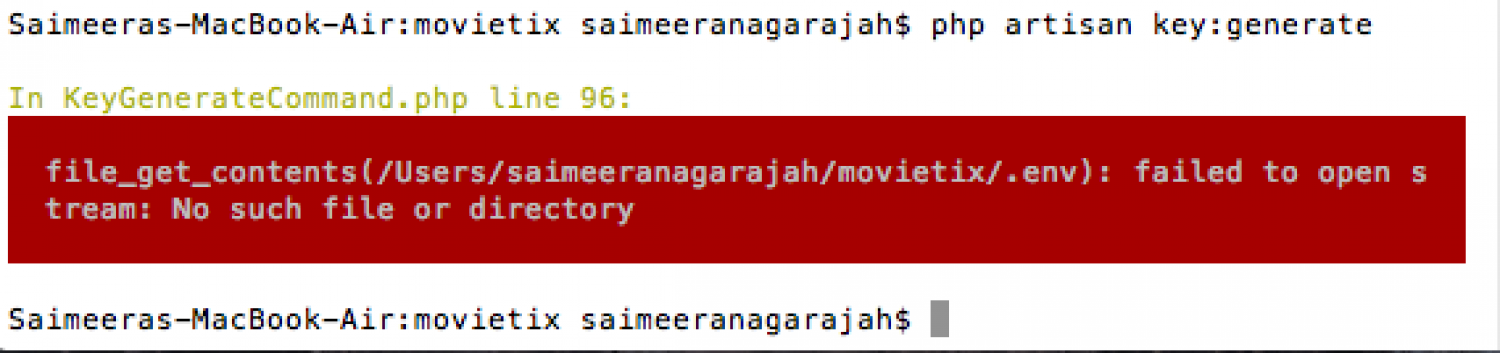 Saimeeras-MacBook-Air:movietix saimeeranagarajah$ php artisan key:generate
In KeyGenerateCommand.php line 96:
file_get_contents(/Users/saimeeranagarajah/movietix/.env): failed to open s
tream: No such file or directory
Saimeeras-MacBook-Air:movietix saimeeranagarajah$